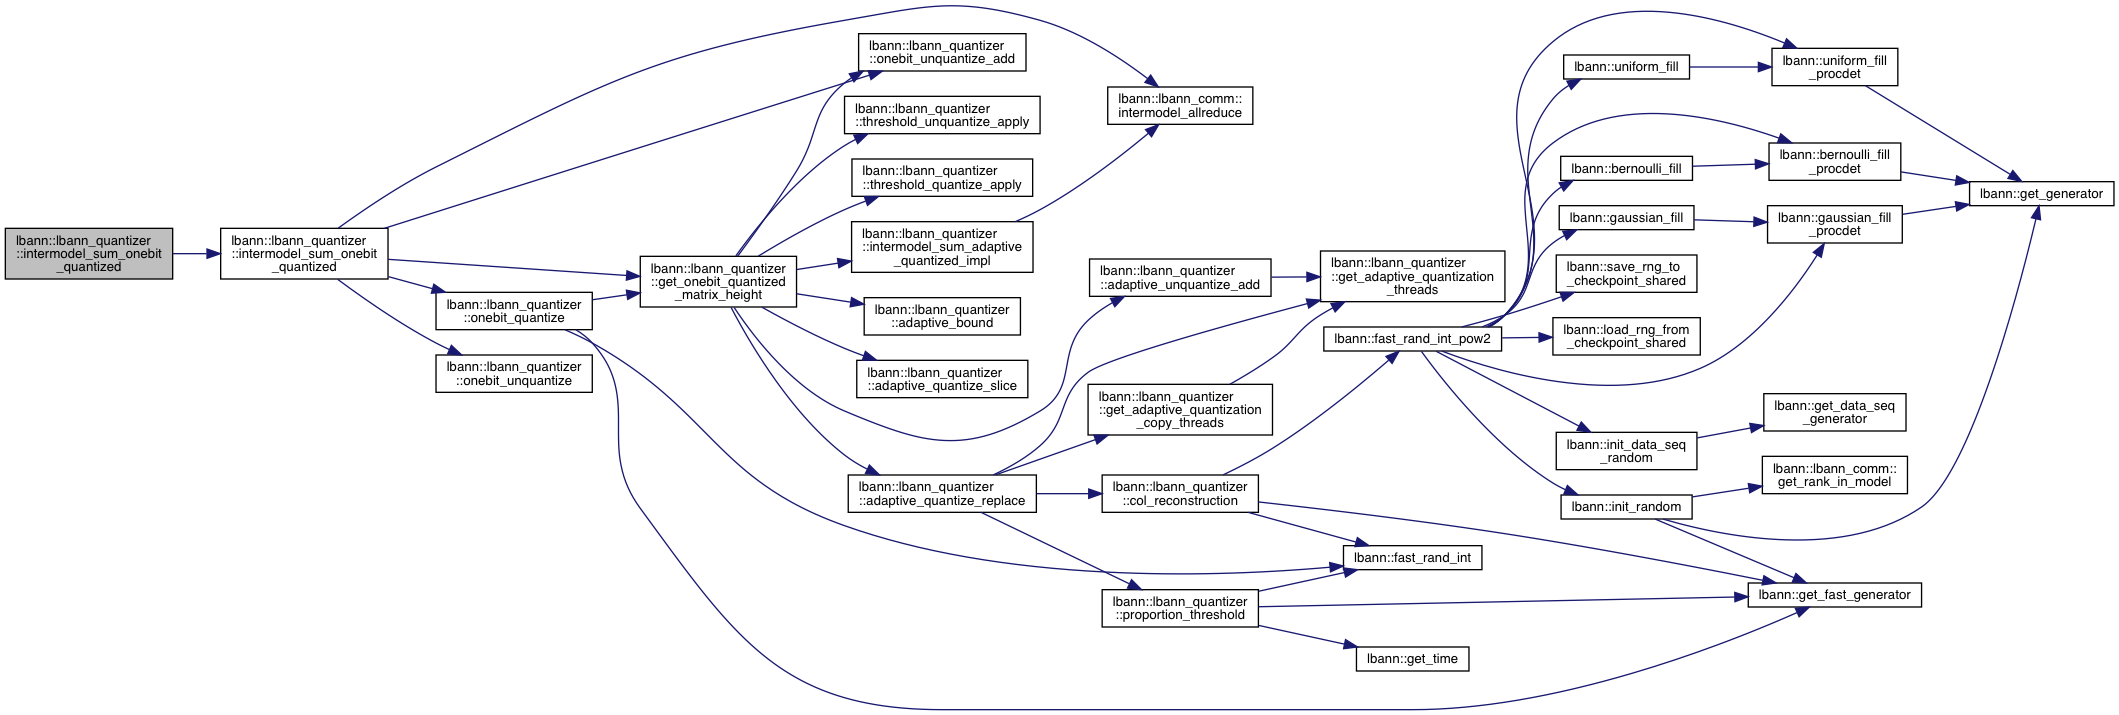 lbann::lbann_quantizer
::intermodel_sum_onebit
_quantized
lbann::lbann_quantizer
::intermodel_sum_onebit
_quantized
lbann::lbann_quantizer
::onebit_quantize
lbann::lbann_quantizer
::onebit_unquantize
lbann::lbann_quantizer
::get_onebit_quantized
_matrix_height
lbann::lbann_quantizer
::onebit_unquantize_add
lbann::lbann_quantizer
::threshold_unquantize_apply
lbann::lbann_quantizer
::threshold_quantize_apply
lbann::lbann_quantizer
::intermodel_sum_adaptive
_quantized_impl
lbann::lbann_quantizer
::adaptive_bound
lbann::lbann_quantizer
::adaptive_quantize_slice
lbann::lbann_quantizer
::adaptive_quantize_replace
lbann::lbann_comm::
intermodel_allreduce
lbann::lbann_quantizer
::adaptive_unquantize_add
lbann::lbann_quantizer
::get_adaptive_quantization
_copy_threads
lbann::lbann_quantizer
::col_reconstruction
lbann::lbann_quantizer
::proportion_threshold
lbann::lbann_quantizer
::get_adaptive_quantization
_threads
lbann::fast_rand_int_pow2
lbann::fast_rand_int
lbann::get_time
lbann::uniform_fill
lbann::bernoulli_fill
lbann::gaussian_fill
lbann::save_rng_to
_checkpoint_shared
lbann::load_rng_from
_checkpoint_shared
lbann::init_data_seq
_random
lbann::init_random
lbann::uniform_fill
_procdet
lbann::bernoulli_fill
_procdet
lbann::gaussian_fill
_procdet
lbann::get_data_seq
_generator
lbann::lbann_comm::
get_rank_in_model
lbann::get_fast_generator
lbann::get_generator